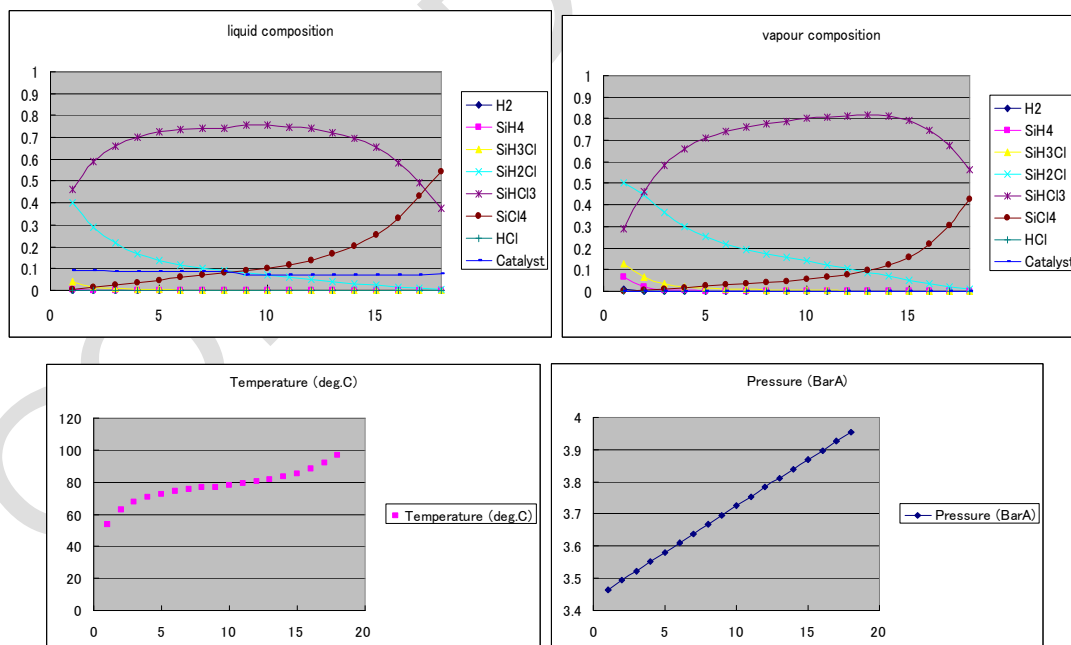 liquid composition
1
0.9
0.8
0.7
0.6
0.5
0.4
0.3
0.2
0.1
0
0
5
10
15
H2
SiH4
SiH3Cl
SiH2Cl
SiHCl3
SiCl4
HCl
Catalyst
vapour composition
1
0.9
0.8
0.7
0.6
0.5
0.4
0.3
0.2
0.1
0
0
5
10
15
H2
SiH4
SiH3Cl
SiH2Cl
SiHCl3
SiCl4
HCl
Catalyst
Temperature (deg.C)
120
100
80
60
40
20
0
0
5
10
15
20
Temperature (deg.C)
Pressure (BarA)
4
3.9
3.8
3.7
3.6
3.5
3.4
0
5
10
15
20
Pressure (BarA)